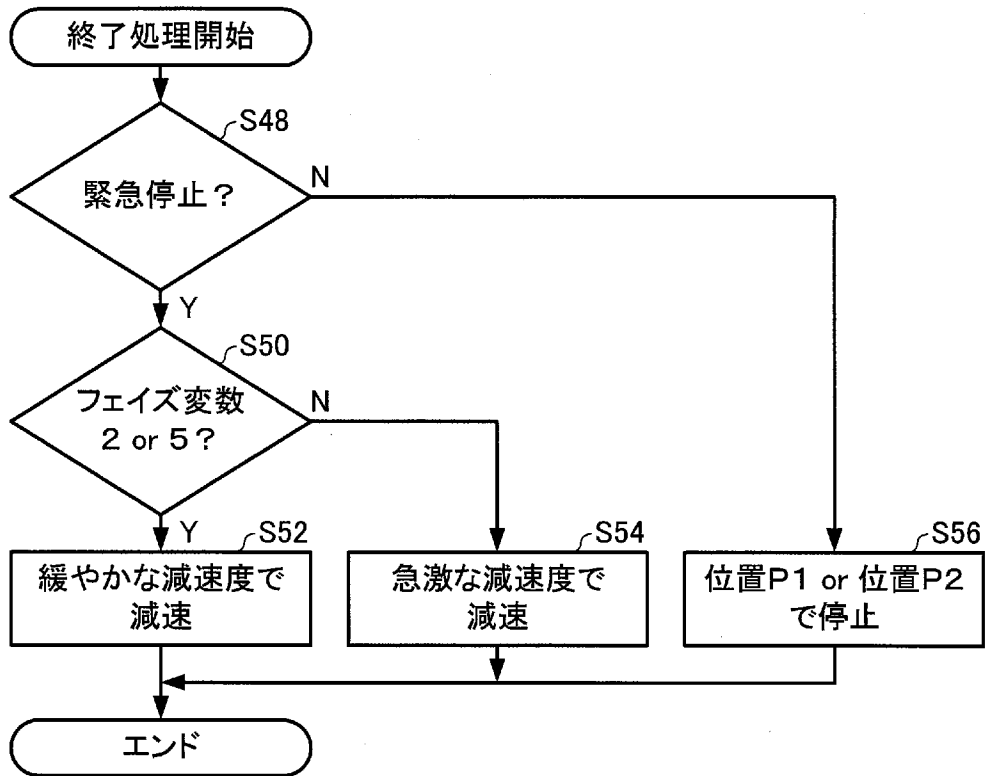 終了処理開始
S48
緊急停止？
N
Y
S50
フェイズ変数
２ or ５？
N
Y
S52
緩やかな減速度で
減速
S54
急激な減速度で
減速
S56
位置P1 or 位置P2
で停止
エンド